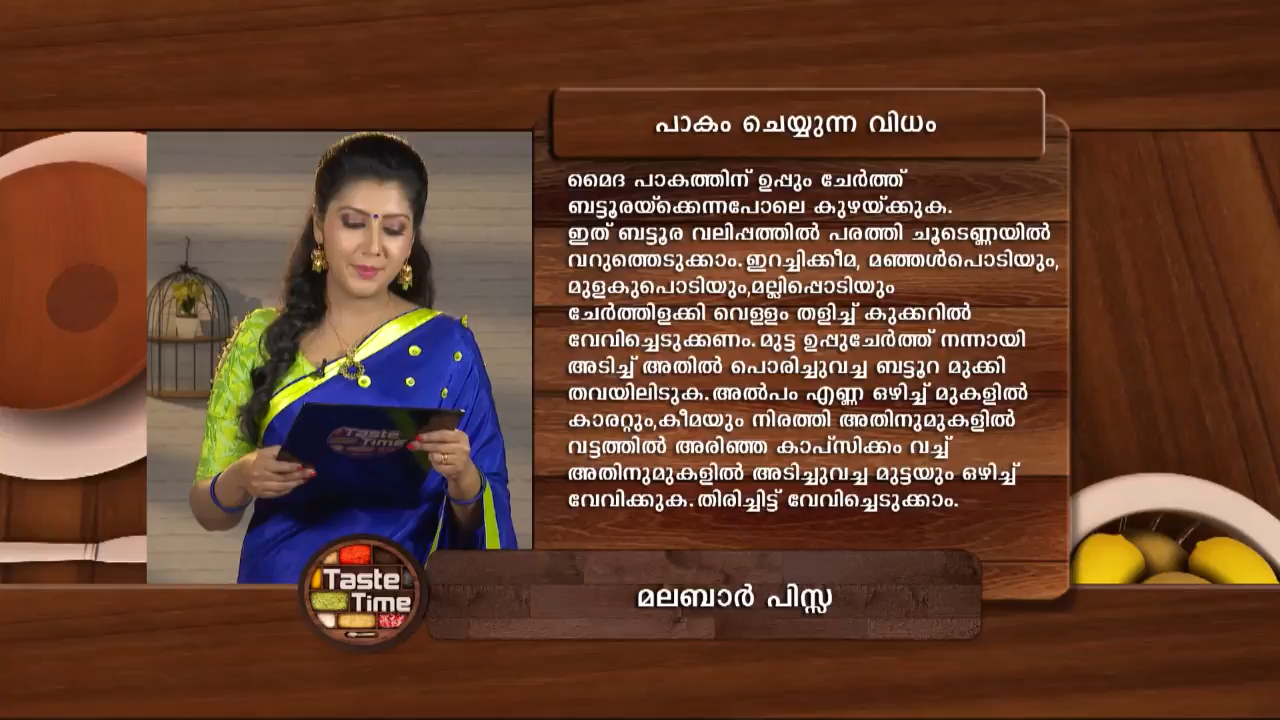 പാകം ചെയ്യുന്ന വിധം
മൈദ പാകത്തിന് ഉപ്പും ചേർത്ത്
ബട്ടൂരയ്ക്കെന്നപോലെ കുഴയ്ക്കുക.
ഇത് ബട്ടൂര വലിപ്പത്തിൽ പരത്തി ചൂടെണ്ണയിൽ
വറുത്തെടുക്കാം.ഇറച്ചിക്കീമ, മഞ്ഞൾപൊടിയും,
മുളകുപൊടിയും,മല്ലിപ്പൊടിയും
ചേർത്തിളക്കി വെള്ളം തളിച്ച് കുക്കറിൽ
വേവിച്ചെടുക്കണം.മുട്ട ഉപ്പുചേർത്ത് നന്നായി
അടിച്ച് അതിൽ പൊരിച്ചുവച്ച ബട്ടൂറ മുക്കി
തവയിലിടുക.അൽപം എണ്ണ ഒഴിച്ച് മുകളിൽ
കാരറ്റും,കീമയും നിരത്തി അതിനുമുകളിൽ
വട്ടത്തിൽ അരിഞ്ഞ കാപ്സിക്കം വച്ച്
അതിനുമുകളിൽ അടിച്ചുവച്ച മുട്ടയും ഒഴിച്ച്
വേവിക്കുക.തിരിച്ചിട്ട് വേവിച്ചെടുക്കാം.
Taste
Time
Taste
Time
മലബാർ പിസ്സ